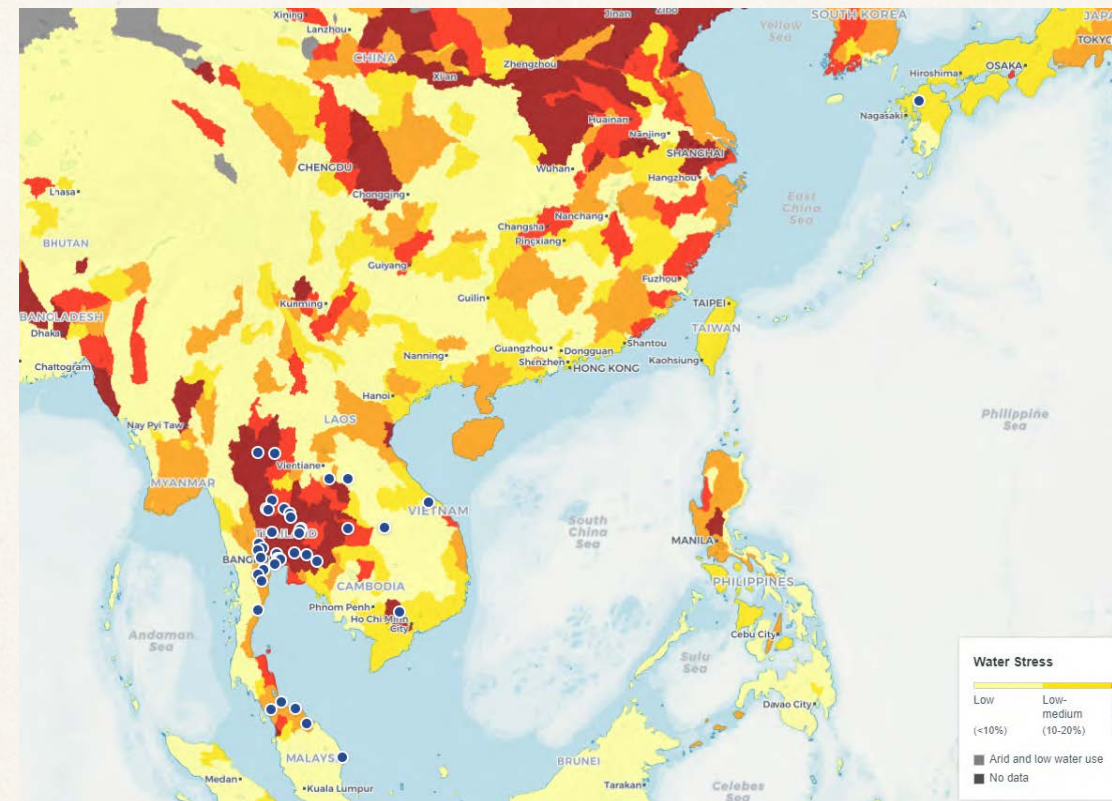 Xining
Jinan
Zibo
Yellow
Sea
SOUTH KOREA
Lanzhou
CHINA
Xi'an
Zhengzhou
TOKYO
OSAKA
Hiroshima
Nagasaki
Huainan
Nanjing
SHANGHAI
Hangzhou
CHENGDU
Wuhan
Lhasa
Chongqing
East
China
Sea
Nanchang
Changsha
Pingxiang
BHUTAN
Guiyang
Fuzhou
Kunming
Guilin
TAIPEI
BANGLADESH
TAIWAN
Dhaka
Guangzhou
Dongguan
Shantou
Nanning
Shenzhen
HONG KONG
Kaohsiung
Chattogram
Hanoi
LAOS
Nay Pyi Taw
Philippine
Sea
Vientiane
MYANMAR
VIETNAM
South
China
Sea
THAILAND
MANILA
BANG
CAMBODIA
PHILIPPINES
Phnom Penh
Ho Chi Minh
City
Andaman
Sea
Cebu City
Sulu
Sea
Water Stress
Low
Low-
medium
(<10%)
(10-20%)
Davao City
MALAYS
BRUNEI
Arid and low water use
Medan
Kuala Lumpur
Tarakan
Celebes
Sea
No data